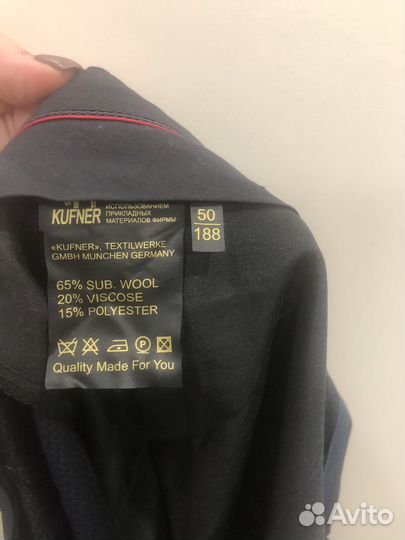 ИСПОЛЬЗОВАНИЕМ
KUFNER ПРИКЛАДНЫХ
МАТЕРИАЛОВ ФИРМЫ
50
188
«KUFNER», TEXTILWERKE
GMBH MUNCHEN GERMANY
65% SUB. WOOL
20% VISCOSE
15% POLYESTER
P
Quality Made For You
Avito